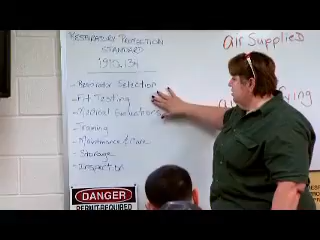 RESPIRATORY PROTECTION
STANDARD
1910.134
- Respirator Selection
- Fit Testing
- Medical Evaluations
- Training
- Maintenance & Care
- Storage
- Inspection
aiR SuppliED
DANGER
PERMIT-REQUIRED